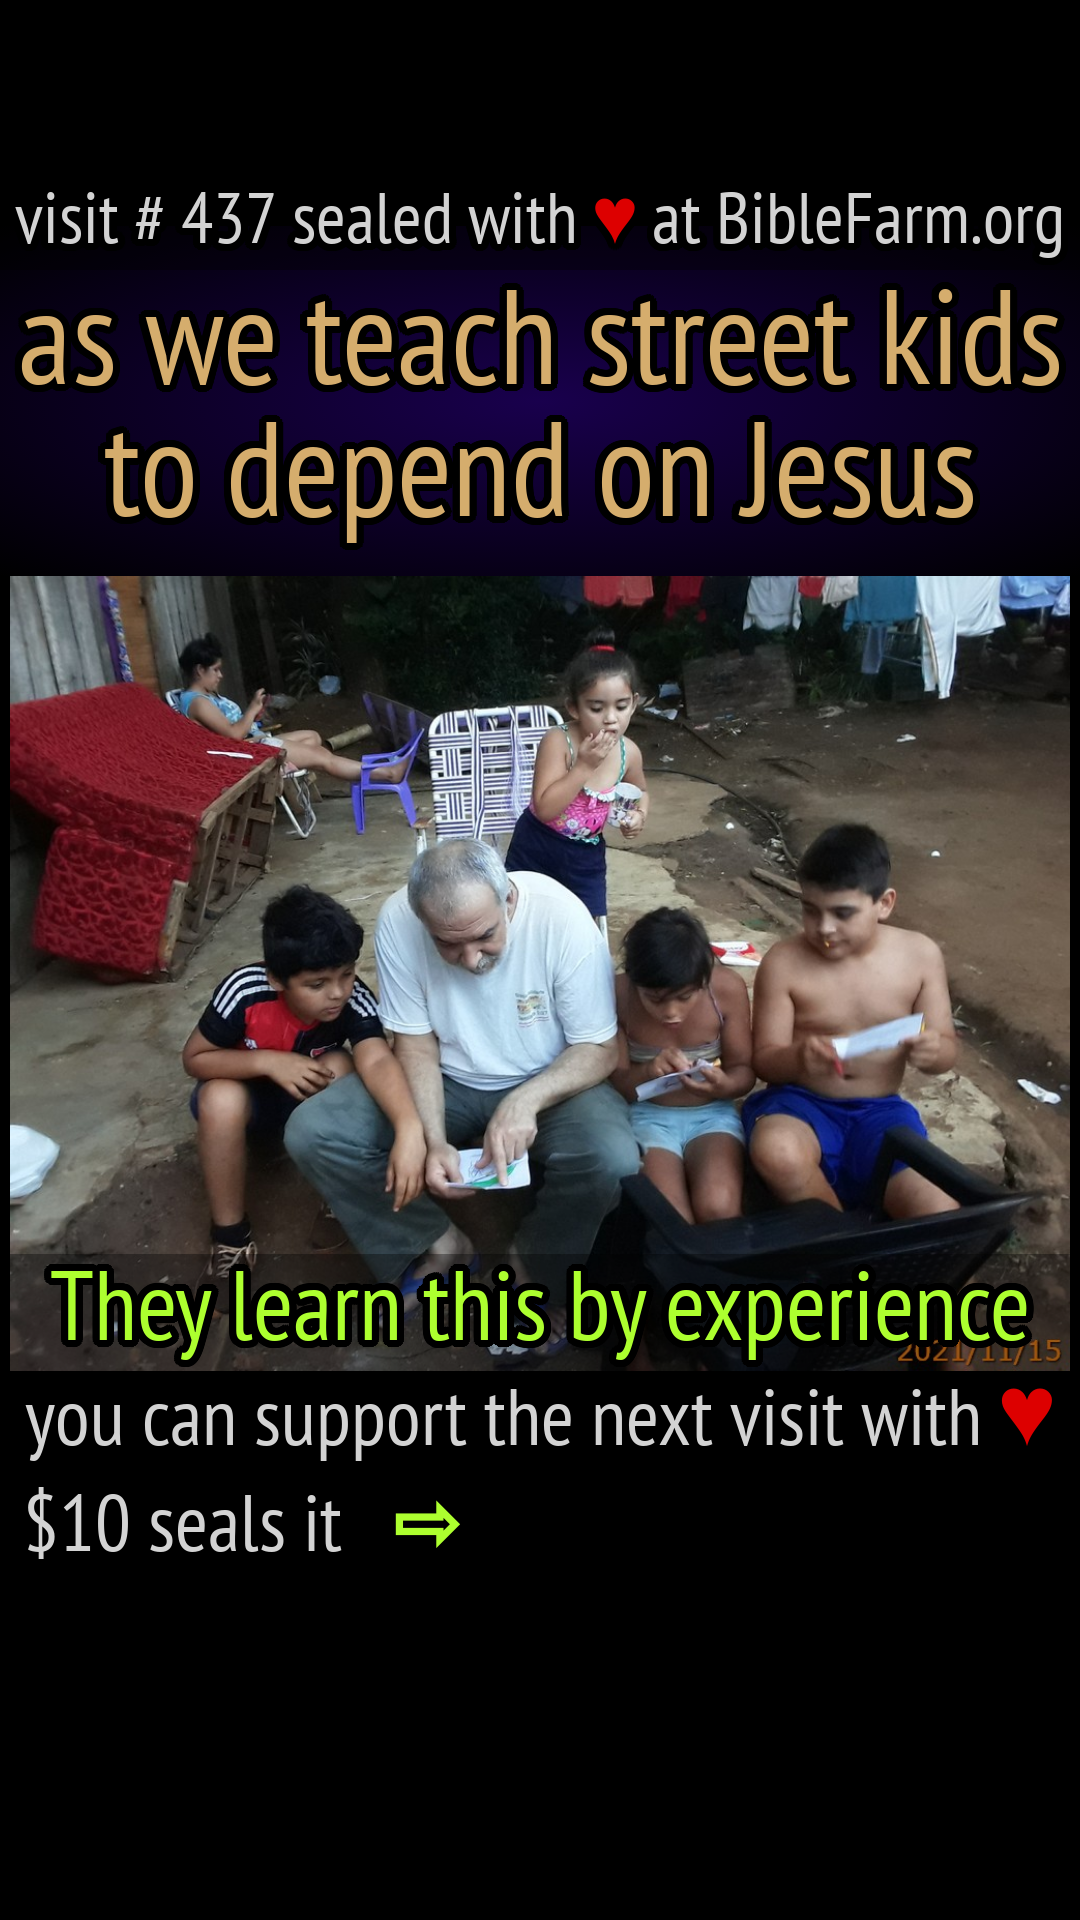 visit # 437 sealed with ♥ at BibleFarm.org
as we teach street kids
to depend on Jesus
They learn this by experience
2021/11/15
you can support the next visit with ♥
$10 seals it ⇨